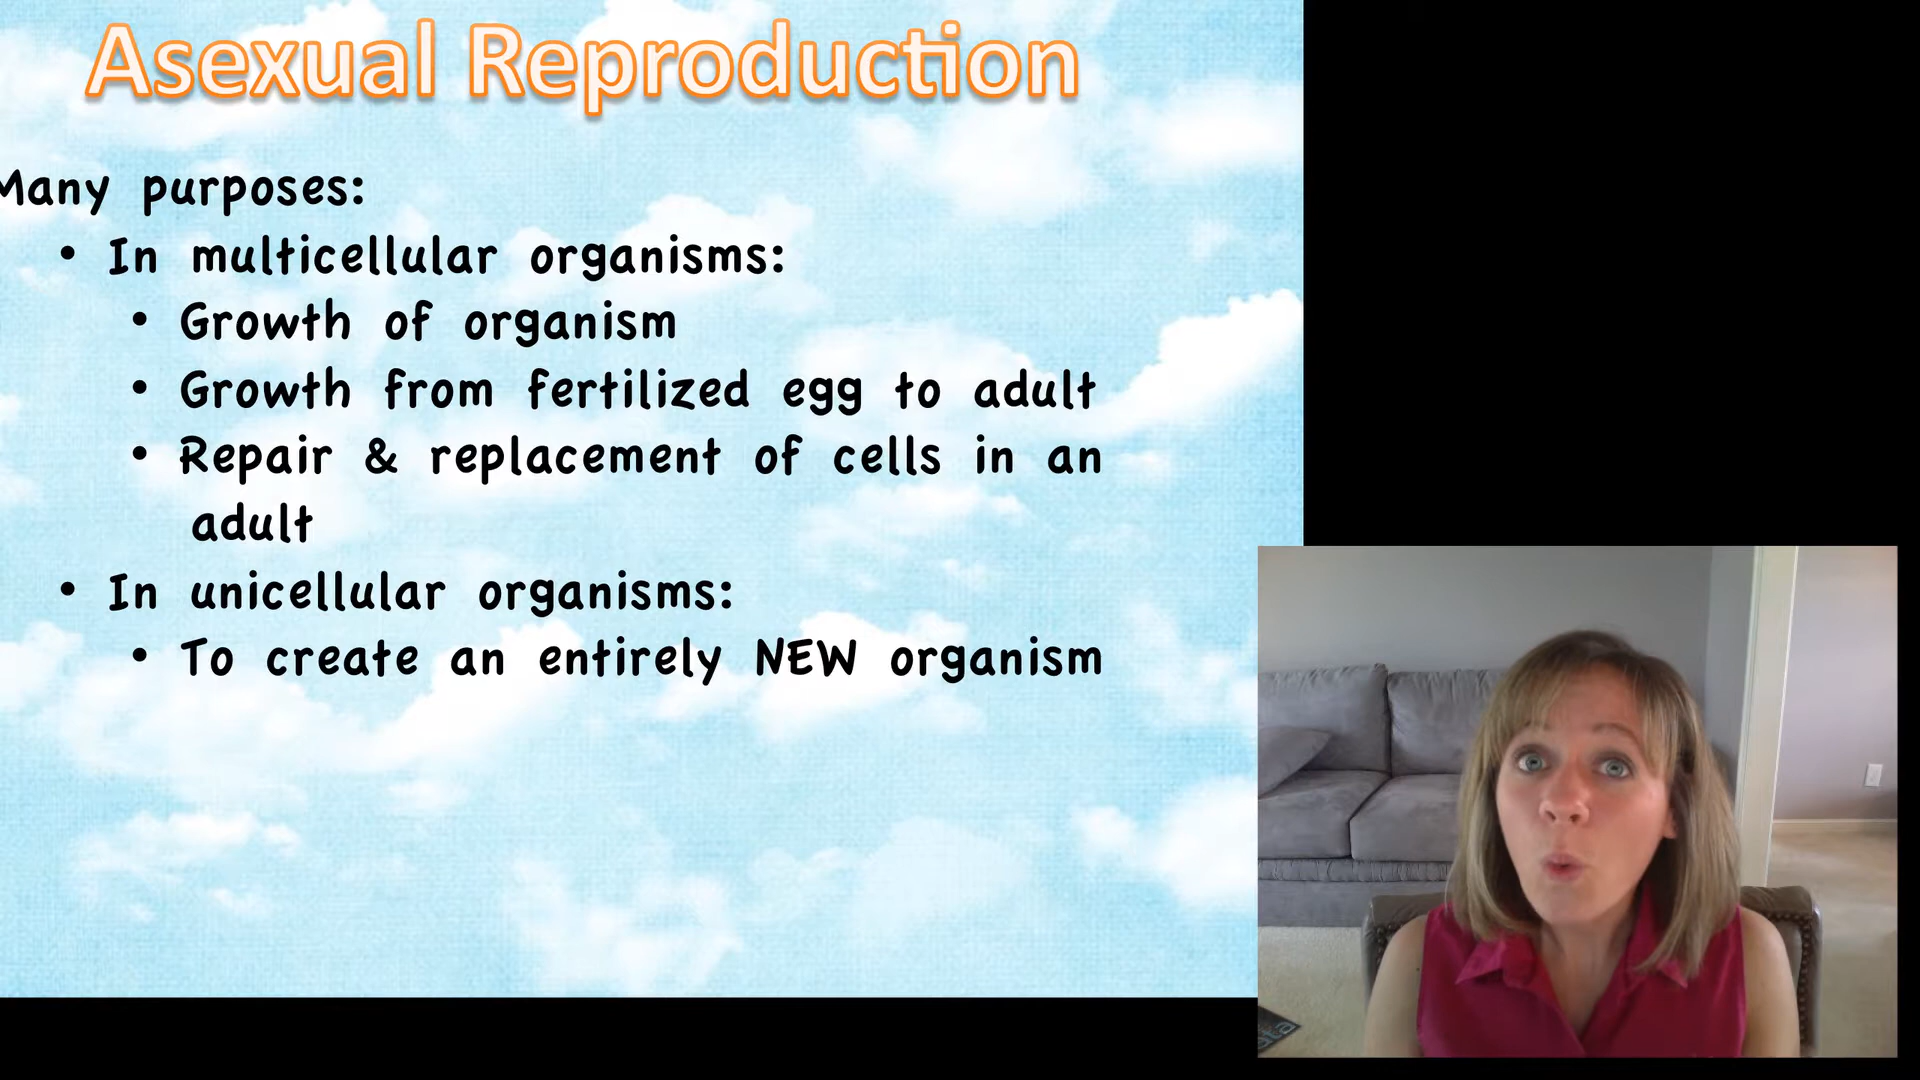 Asexual Reproduction
Many purposes:
• In multicellular organisms:
• Growth of organism
• Growth from fertilized egg to adult
• Repair & replacement of cells in an
adult
• In unicellular organisms:
• To create an entirely NEW organism